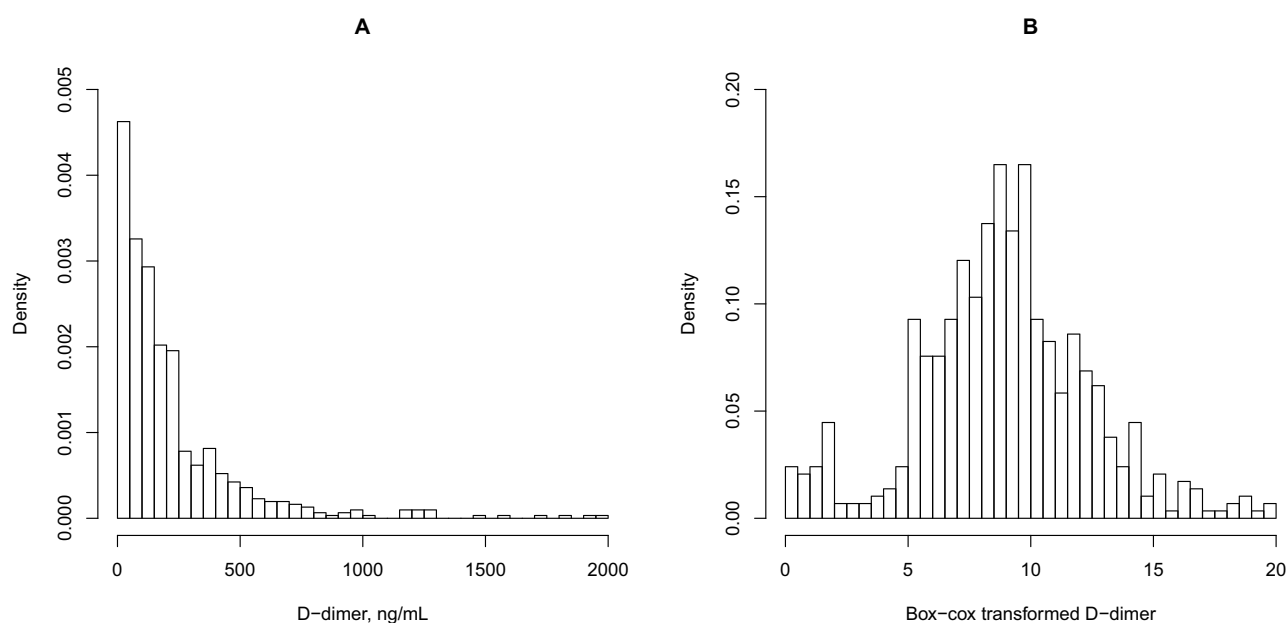 A
0.005
0.004
0.003
0.002
0.001
0.000
Density
0 500 1000 1500 2000
D−dimer, ng/mL
B
0.20
0.15
0.10
0.05
0.00
Density
0 5 10 15 20
Box−cox transformed D−dimer